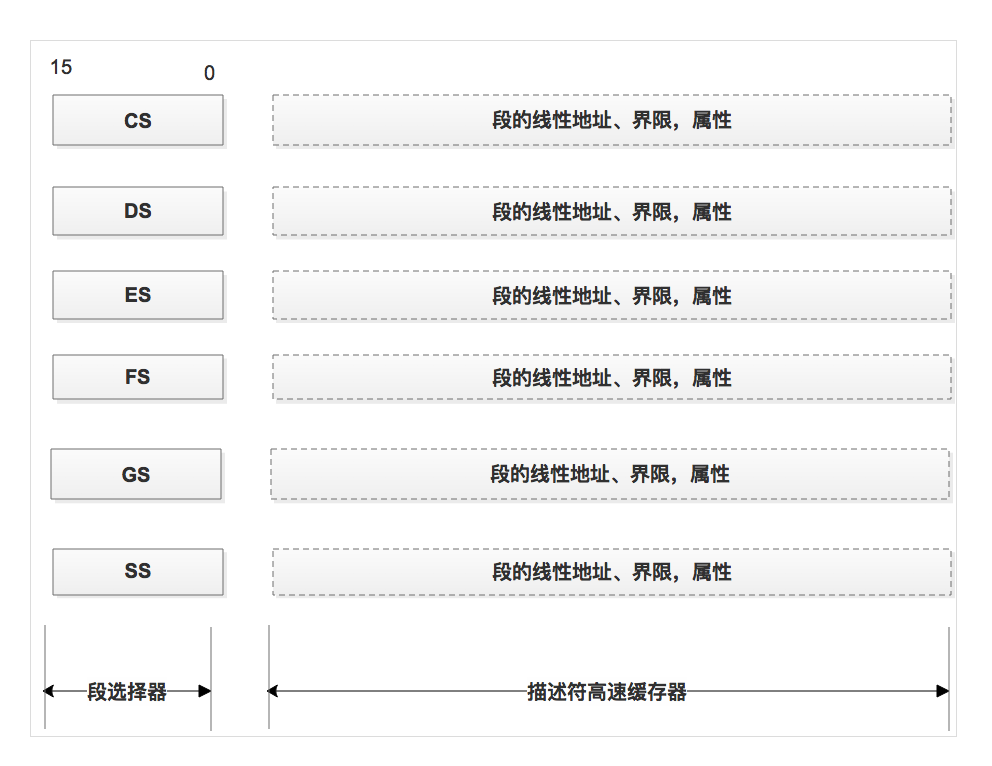 15 0
CS 段的线性地址、界限，属性
DS 段的线性地址、界限，属性
ES 段的线性地址、界限，属性
FS 段的线性地址、界限，属性
GS 段的线性地址、界限，属性
SS 段的线性地址、界限，属性
段选择器 描述符高速缓存器